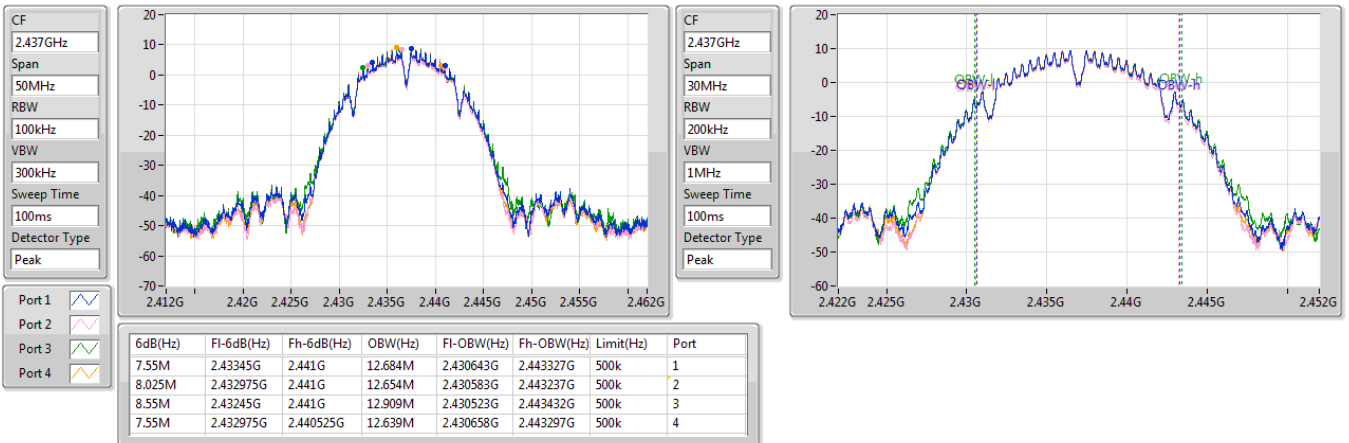 CF
2.437GHz
Span
50MHz
RBW
100kHz
VBW
300kHz
Sweep Time
100ms
Detector Type
Peak
20-
10-
0-
-10-
-20-
-30-
-40-
-50-
-60-
-70-
2.412G 2.42G 2.425G 2.43G 2.435G 2.44G 2.445G 2.45G 2.455G 2.462G
CF
2.437GHz
Span
30MHz
RBW
200kHz
VBW
1MHz
Sweep Time
100ms
Detector Type
Peak
20-
10-
0-
-10-
-20-
-30-
-40-
-50-
-60-
OBW-h
OBW-h
2.422G 2.425G 2.43G 2.435G 2.44G 2.445G 2.452G
Port 1
Port 2
Port 3
Port 4
6dB(Hz) Fl-6dB(Hz) Fh-6dB(Hz) OBW(Hz) Fl-OBW(Hz) Fh-OBW(Hz) Limit(Hz) Port
7.55M 2.43345G 2.441G 12.684M 2.430643G 2.443327G 500k 1
8.025M 2.432975G 2.441G 12.654M 2.430583G 2.443237G 500k 2
8.55M 2.43245G 2.441G 12.909M 2.430523G 2.443432G 500k 3
7.55M 2.432975G 2.440525G 12.639M 2.430658G 2.443297G 500k 4